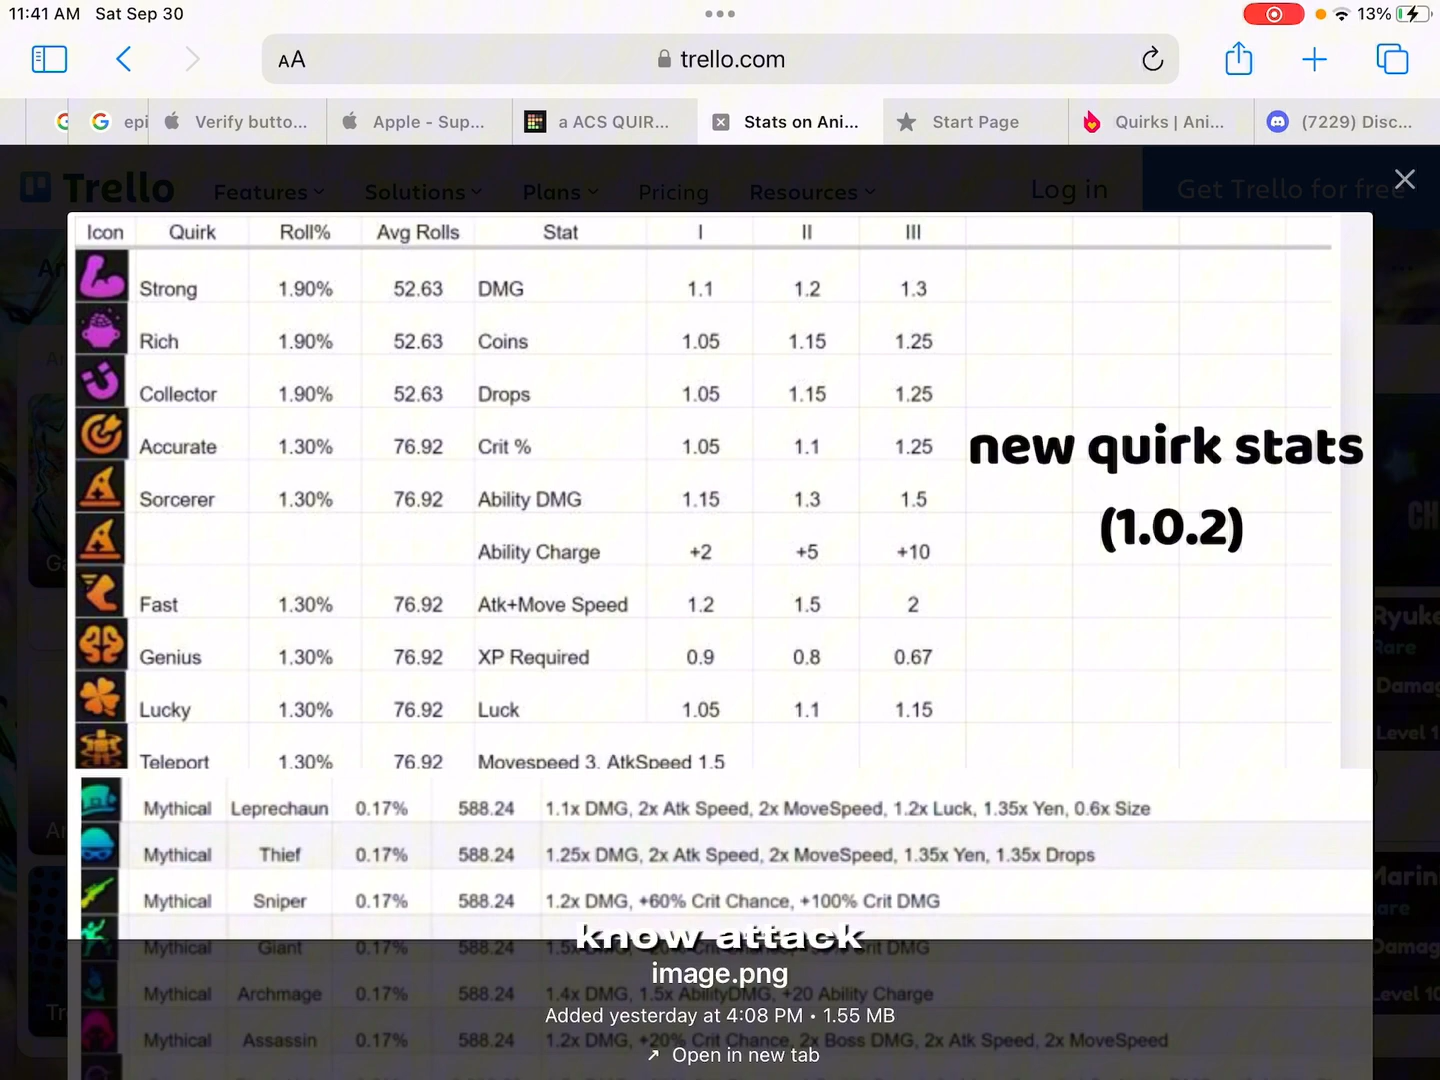 11:41 AM Sat Sep 30 13%
AA trello.com
epi Verify butto... Apple - Sup... a ACS QUIR... Stats on Ani... Start Page Quirks | Ani... (7229) Disc...
Trello Features Solutions Plans Pricing Resources Log in Get Trello for free
Icon Quirk Roll% Avg Rolls Stat I II III
Strong 1.90% 52.63 DMG 1.1 1.2 1.3
Rich 1.90% 52.63 Coins 1.05 1.15 1.25
Collector 1.90% 52.63 Drops 1.05 1.15 1.25
Accurate 1.30% 76.92 Crit % 1.05 1.1 1.25
Sorcerer 1.30% 76.92 Ability DMG 1.15 1.3 1.5
Ability Charge +2 +5 +10
Fast 1.30% 76.92 Atk+Move Speed 1.2 1.5 2
Genius 1.30% 76.92 XP Required 0.9 0.8 0.67
Lucky 1.30% 76.92 Luck 1.05 1.1 1.15
Teleport 1.30% 76.92 Movespeed 3, AtkSpeed 1.5
new quirk stats
(1.0.2)
Mythical Leprechaun 0.17% 588.24 1.1x DMG, 2x Atk Speed, 2x MoveSpeed, 1.2x Luck, 1.35x Yen, 0.6x Size
Mythical Thief 0.17% 588.24 1.25x DMG, 2x Atk Speed, 2x MoveSpeed, 1.35x Yen, 1.35x Drops
Mythical Sniper 0.17% 588.24 1.2x DMG, +60% Crit Chance, +100% Crit DMG
know attack
Mythical Giant 0.17% 588.24 1.5x DMG, Crit DMG
image.png
Mythical Archmage 0.17% 588.24 1.4x DMG, 1.5x AbilityDMG, +20 Ability Charge
Added yesterday at 4:08 PM • 1.55 MB
Mythical Assassin 0.17% 588.24 1.2x DMG, +20% Crit Chance, 2x Boss DMG, 2x Atk Speed, 2x MoveSpeed
Open in new tab